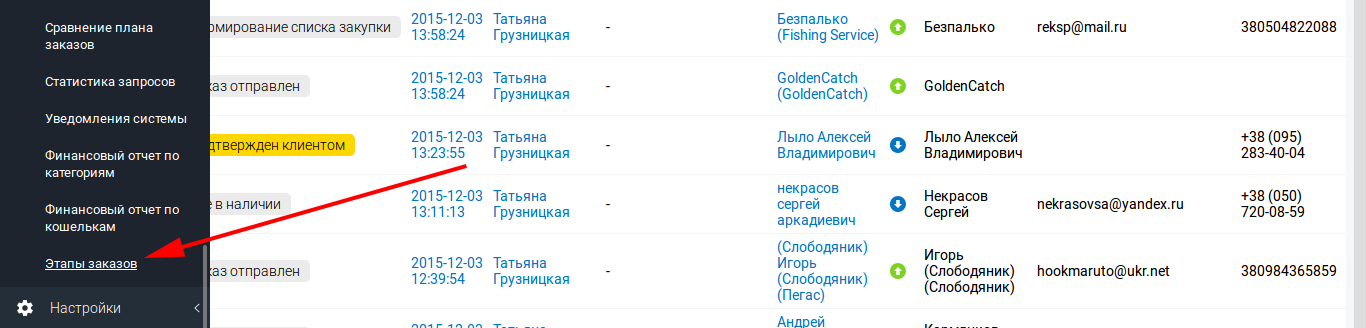 Сравнение плана
заказов
Статистика запросов
Уведомления системы
Финансовый отчет по
категориям
Финансовый отчет по
кошелькам
Этапы заказов
Настройки
рмирование списка закупки
2015-12-03
13:58:24
Татьяна
Грузницкая
-
Безпалько
(Fishing Service)
Безпалько
reksp@mail.ru
380504822088
каз отправлен
2015-12-03
13:58:24
Татьяна
Грузницкая
-
GoldenCatch
(GoldenCatch)
GoldenCatch
дтвержден клиентом
2015-12-03
13:23:55
Татьяна
Грузницкая
-
Лыло Алексей
Владимирович
Лыло Алексей
Владимирович
+38 (095)
283-40-04
е в наличии
2015-12-03
13:11:13
Татьяна
Грузницкая
-
некрасов
сергей
аркадиевич
Некрасов
Сергей
nekrasovsa@yandex.ru
+38 (050)
720-08-59
каз отправлен
2015-12-03
12:39:54
Татьяна
Грузницкая
-
(Слободяник)
Игорь
(Слободяник)
(Пегас)
Игорь
(Слободяник)
(Слободяник)
hookmaruto@ukr.net
380984365859
2015-12-03
Татьяна
Андрей